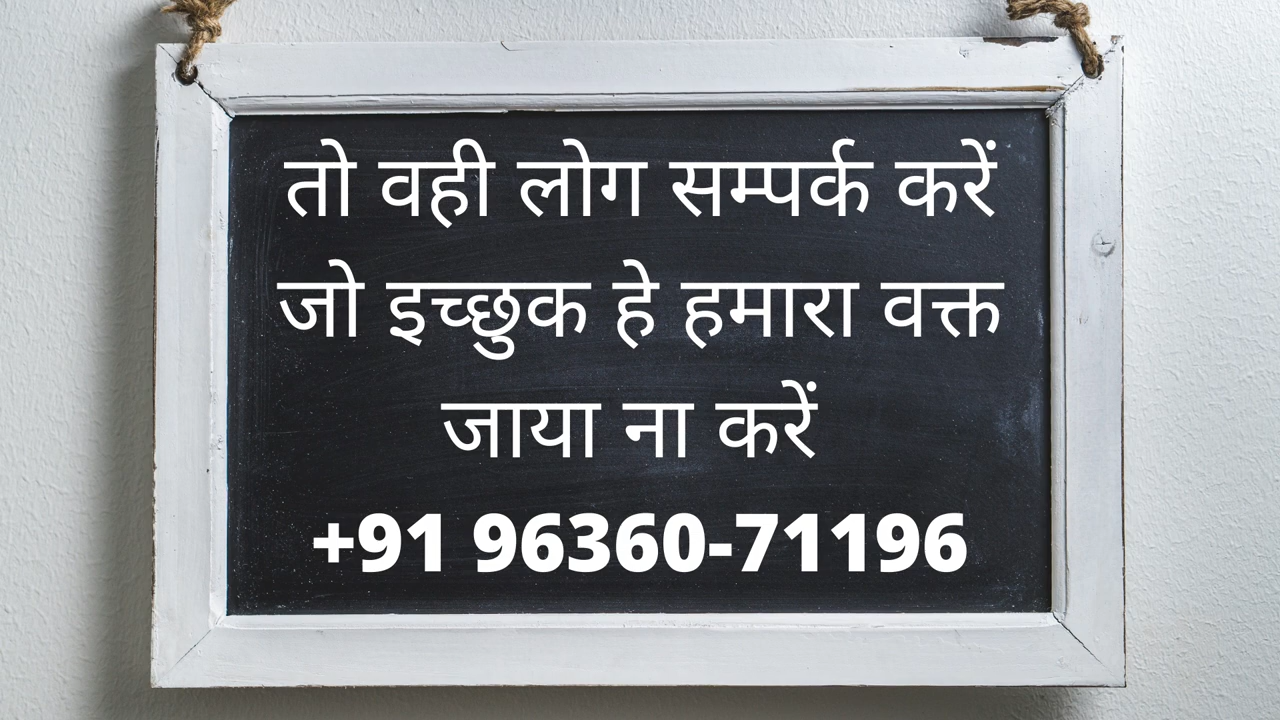 तो वही लोग सम्पर्क करें
जो इच्छुक हे हमारा वक्त
जाया ना करें
+91 96360-71196